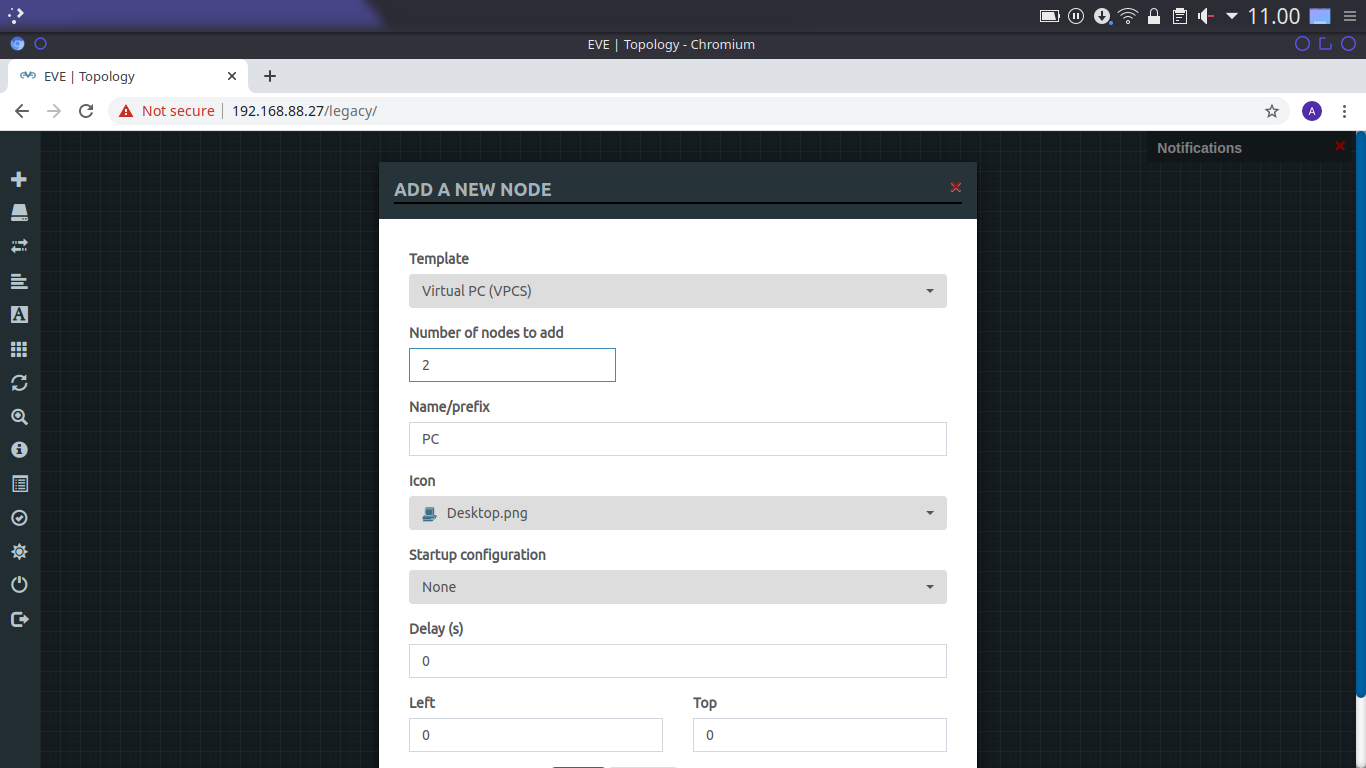 11.00
EVE | Topology - Chromium
EVE | Topology
Not secure 192.168.88.27/legacy/
A
Notifications
ADD A NEW NODE
Template
Virtual PC (VPCS)
Number of nodes to add
2
Name/prefix
PC
Icon
Desktop.png
Startup configuration
None
Delay (s)
0
Left Top
0 0
A